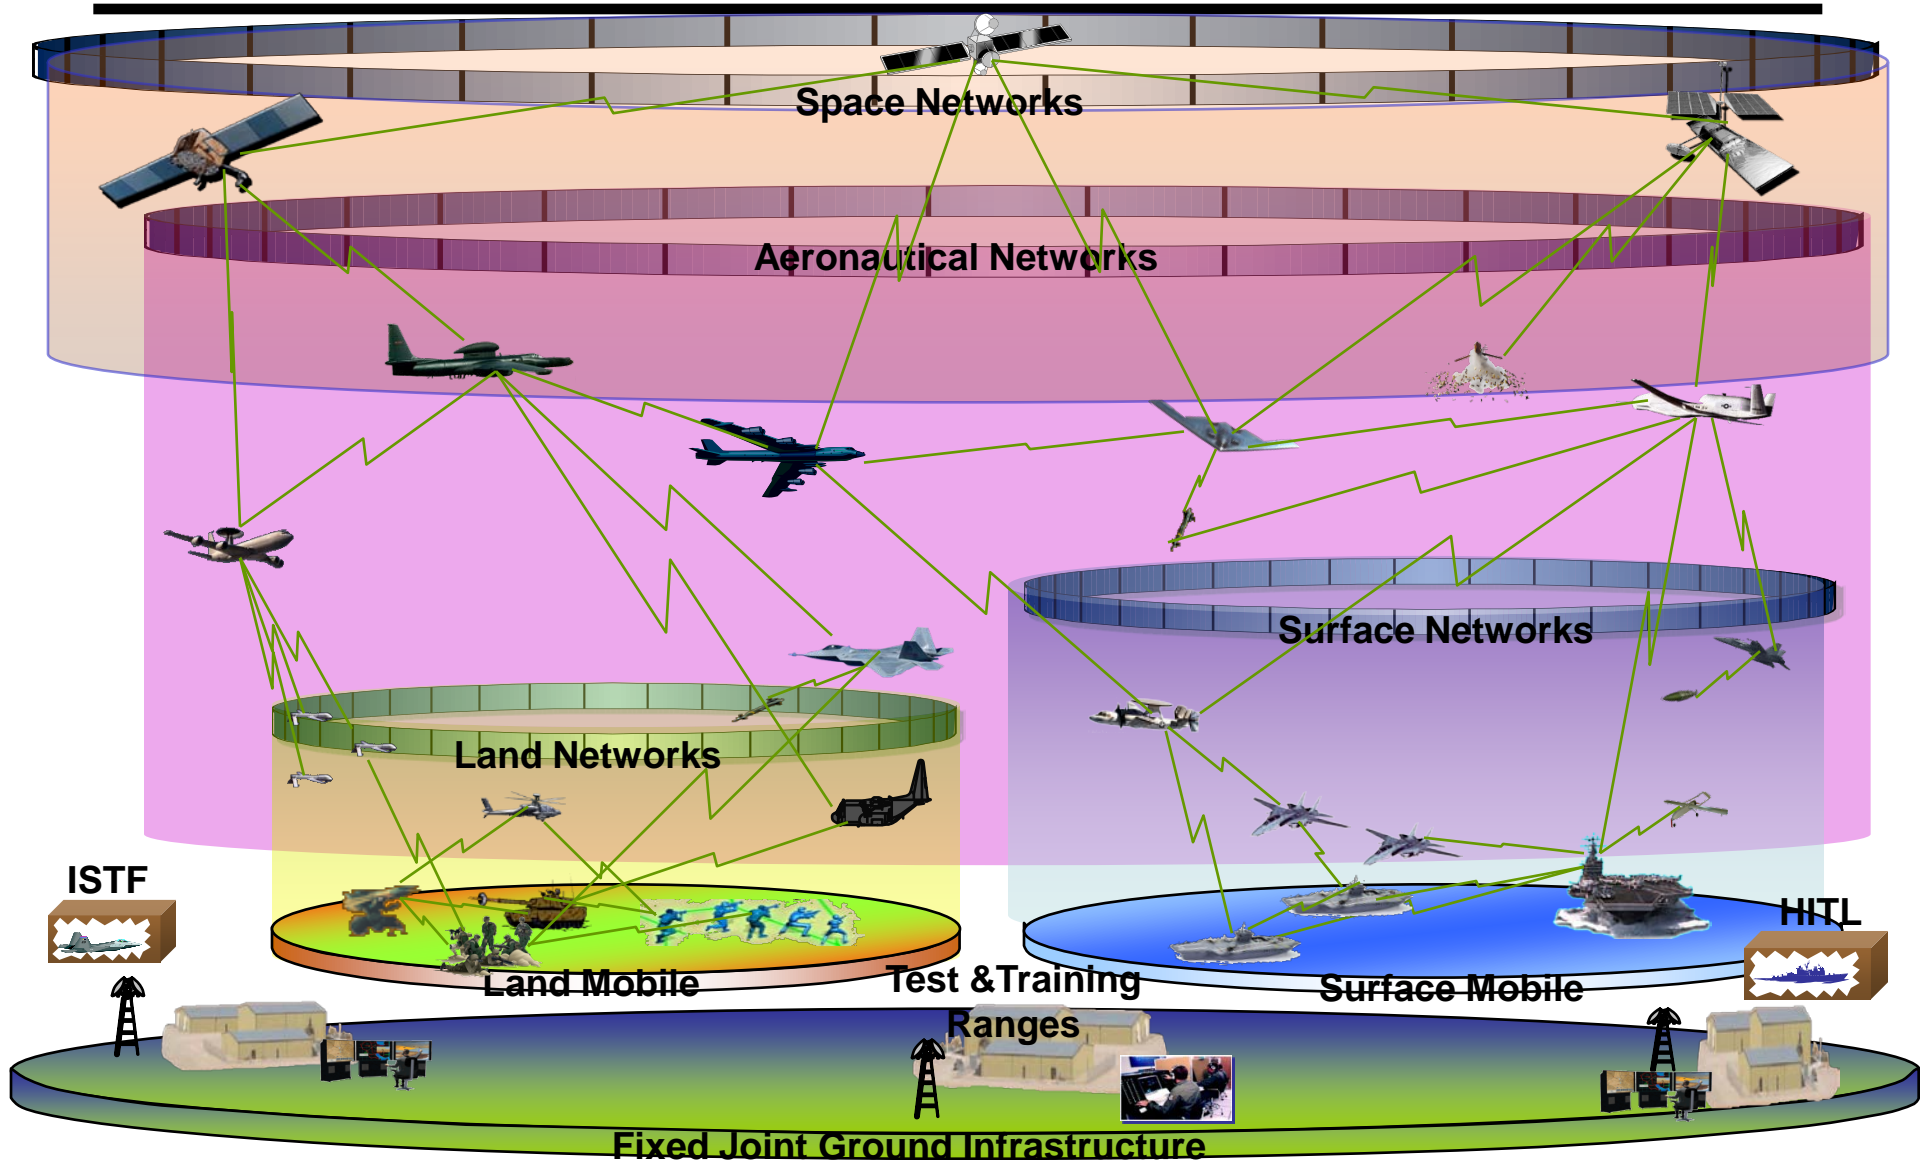 Space Networks
Aeronautical Networks
Surface Networks
Land Networks
ISTF
HITL
Land Mobile
Test &Training
Ranges
Surface Mobile
Fixed Joint Ground Infrastructure